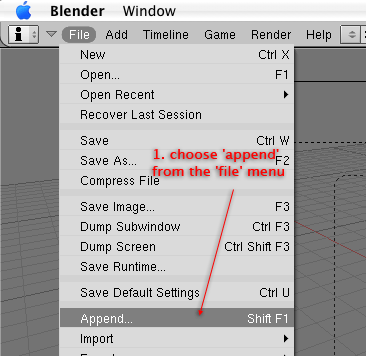 Blender Window
File Add Timeline Game Render Help
New Ctrl X
Open... F1
Open Recent
Recover Last Session
Save Ctrl W
1. choose 'append'
Save As... F2
from the 'file' menu
Compress File
Save Image... F3
Dump Subwindow Ctrl F3
Dump Screen Ctrl Shift F3
Save Runtime...
Save Default Settings Ctrl U
Append... Shift F1
Import